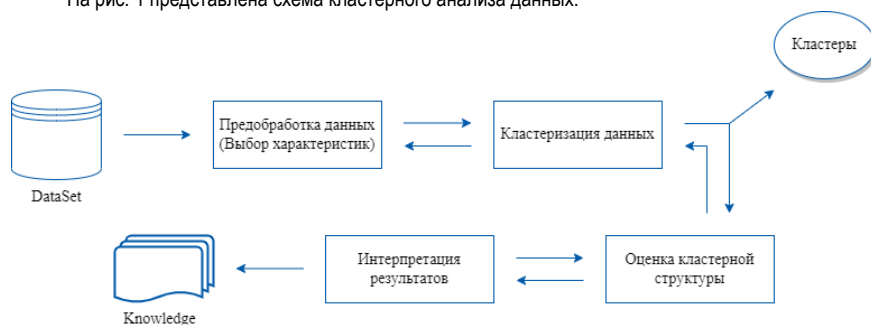 На рис. 1 представлена схема кластерного анализа данных.
Кластеры
Предобработка данных
(Выбор характеристик)
Кластеризация данных
DataSet
Интерпретация
результатов
Оценка кластерной
структуры
Knowledge